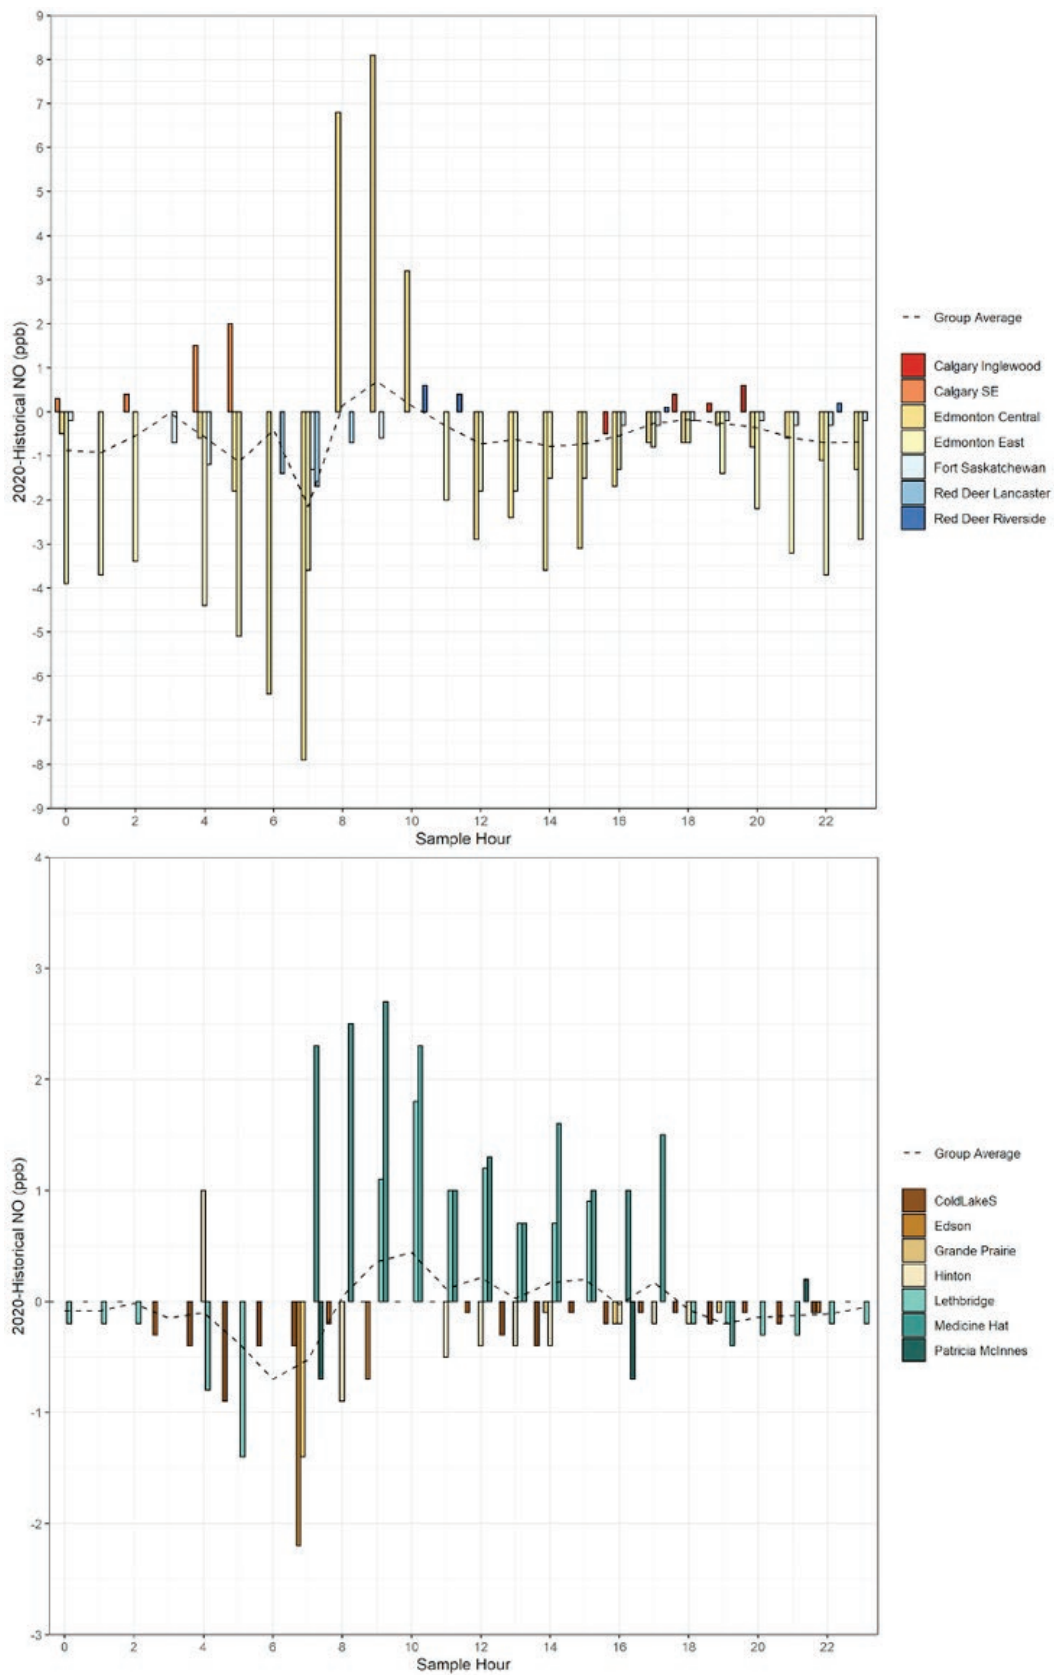 9
8
7
6
5
4
3
2
1
0
-1
-2
-3
-4
-5
-6
-7
-8
-9
2020-Historical NO (ppb)
0 2 4 6 8 10 12 14 16 18 20 22
Sample Hour
Group Average
Calgary Inglewood
Calgary SE
Edmonton Central
Edmonton East
Fort Saskatchewan
Red Deer Lancaster
Red Deer Riverside
4
3
2
1
0
-1
-2
-3
2020-Historical NO (ppb)
0 2 4 6 8 10 12 14 16 18 20 22
Sample Hour
Group Average
ColdLakeS
Edson
Grande Prairie
Hinton
Lethbridge
Medicine Hat
Patricia McInnes